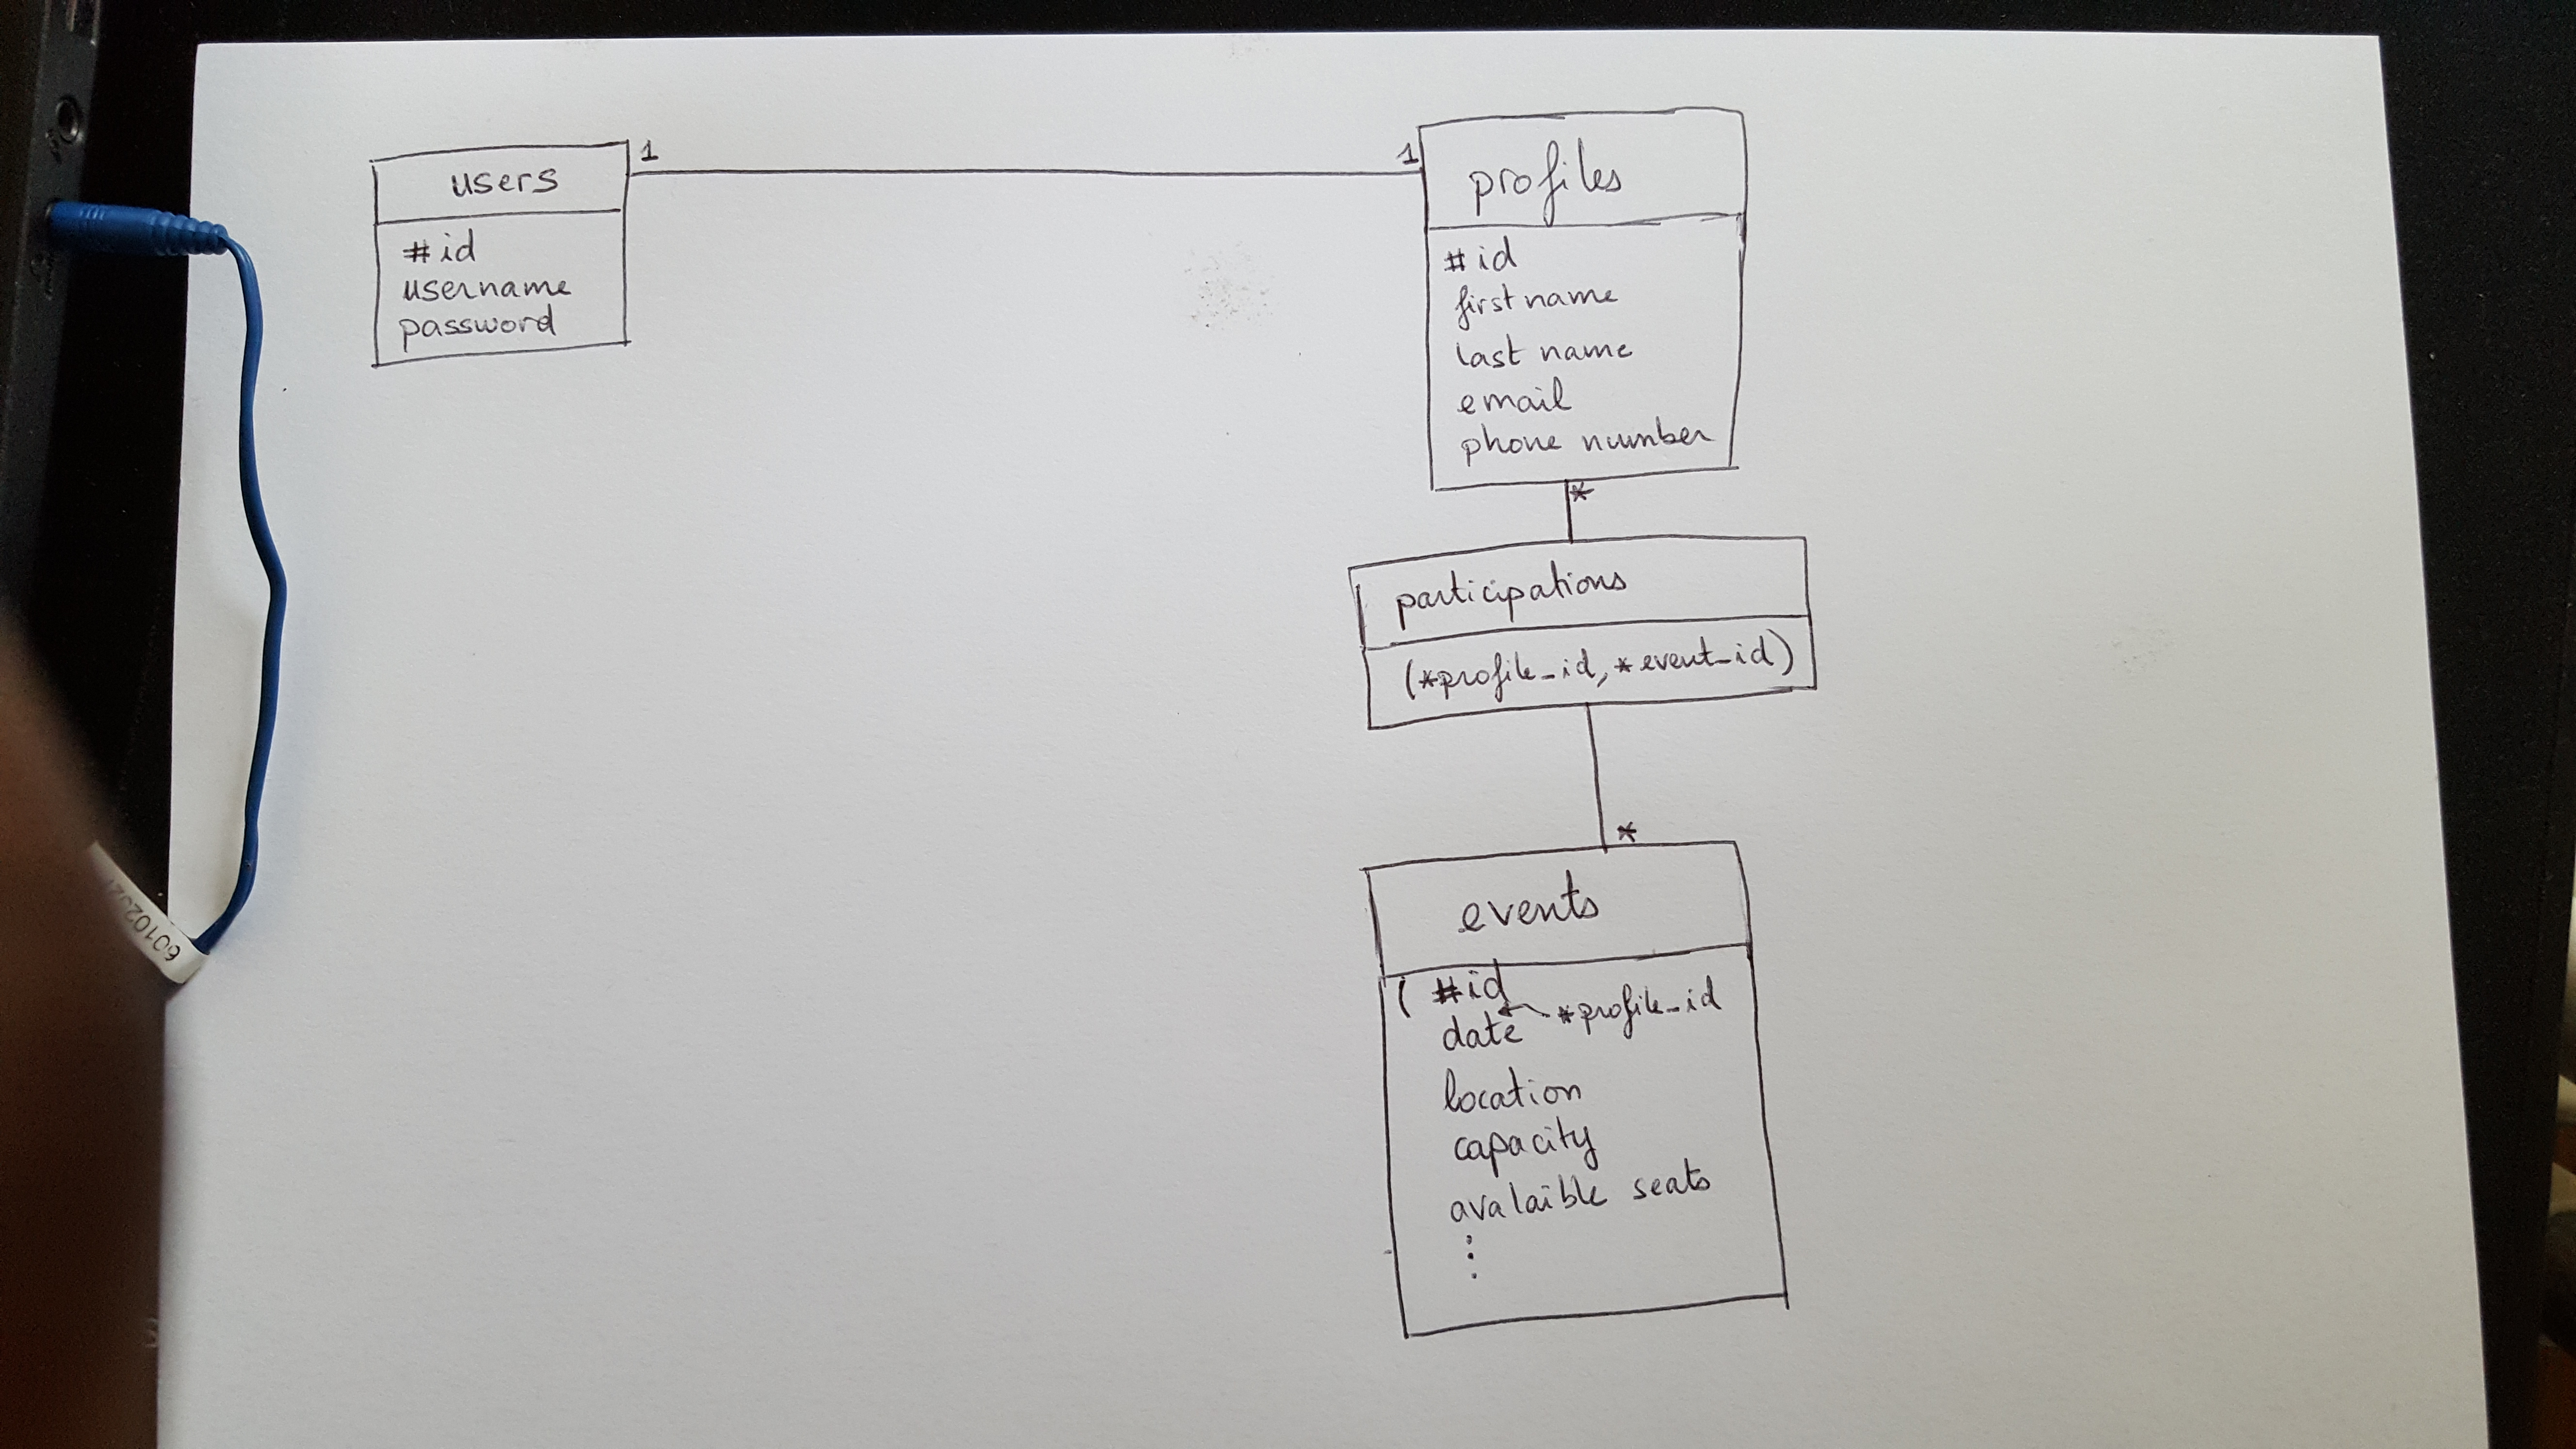 users
#id
username
password
1
1
profiles
#id
first name
last name
email
phone number
*
participations
(*profile_id, *event_id)
*
events
(#id *profile_id
date
location
capacity
avalaible seats
⋮